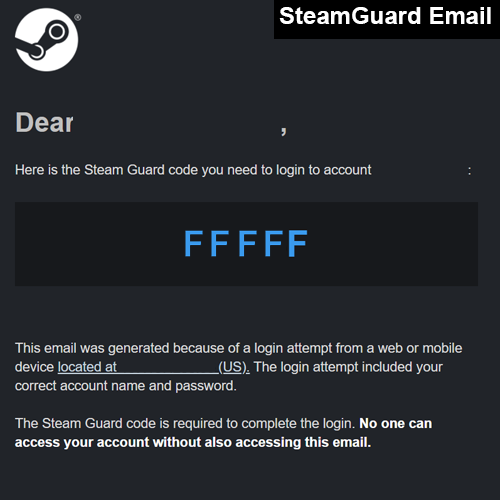 SteamGuard Email
®
Dear ,
Here is the Steam Guard code you need to login to account :
FFFFF
This email was generated because of a login attempt from a web or mobile
device located at (US). The login attempt included your
correct account name and password.
The Steam Guard code is required to complete the login. No one can
access your account without also accessing this email.